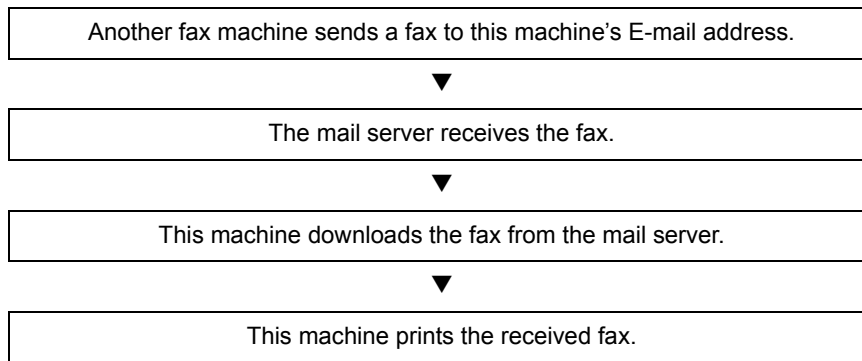 Another fax machine sends a fax to this machine’s E-mail address.
The mail server receives the fax.
This machine downloads the fax from the mail server.
This machine prints the received fax.